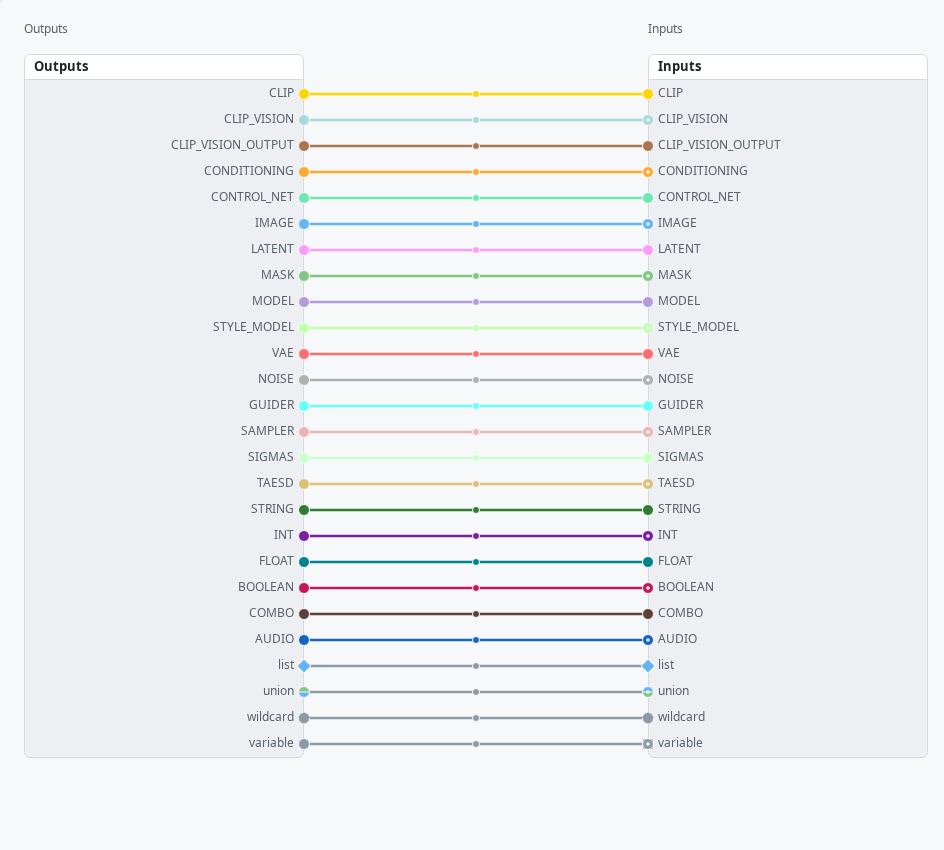 Outputs
Inputs
Outputs
Inputs
CLIP
CLIP
CLIP_VISION
CLIP_VISION
CLIP_VISION_OUTPUT
CLIP_VISION_OUTPUT
CONDITIONING
CONDITIONING
CONTROL_NET
CONTROL_NET
IMAGE
IMAGE
LATENT
LATENT
MASK
MASK
MODEL
MODEL
STYLE_MODEL
STYLE_MODEL
VAE
VAE
NOISE
NOISE
GUIDER
GUIDER
SAMPLER
SAMPLER
SIGMAS
SIGMAS
TAESD
TAESD
STRING
STRING
INT
INT
FLOAT
FLOAT
BOOLEAN
BOOLEAN
COMBO
COMBO
AUDIO
AUDIO
list
list
union
union
wildcard
wildcard
variable
variable